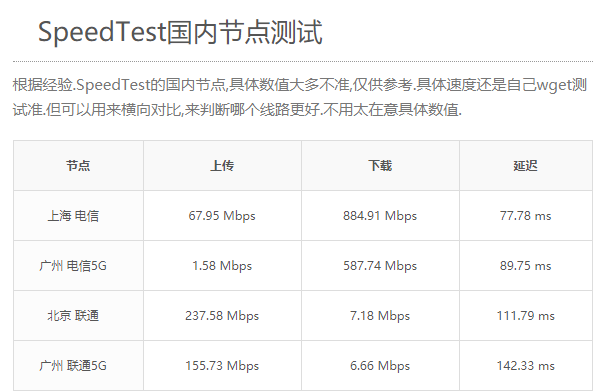 SpeedTest国内节点测试
根据经验.SpeedTest的国内节点,具体数值大多不准,仅供参考.具体速度还是自己wget测
试准.但可以用来横向对比,来判断哪个线路更好.不用太在意具体数值.
节点 上传 下载 延迟
上海 电信 67.95 Mbps 884.91 Mbps 77.78 ms
广州 电信5G 1.58 Mbps 587.74 Mbps 89.75 ms
北京 联通 237.58 Mbps 7.18 Mbps 111.79 ms
广州 联通5G 155.73 Mbps 6.66 Mbps 142.33 ms